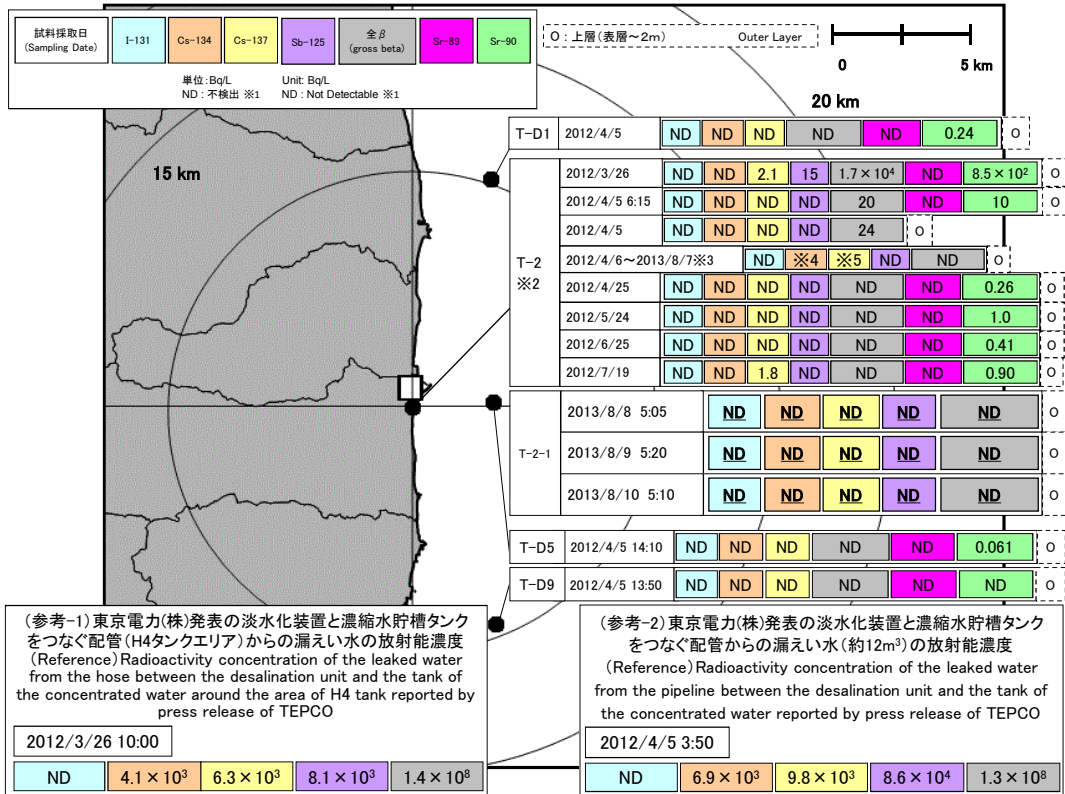 試料採取日
(Sampling Date)
I-131
Cs-134
Cs-137
Sb-125
全β
(gross beta)
Sr-89
Sr-90
単位:Bq/L Unit: Bq/L
ND : 不検出 ※1 ND : Not Detectable ※1
O : 上層(表層~2m) Outer Layer
0 5 km
20 km
15 km
T-D1 2012/4/5 ND ND ND ND ND 0.24 O
T-2
※2
2012/3/26 ND ND 2.1 15 1.7×10⁴ ND 8.5×10² O
2012/4/5 6:15 ND ND ND ND 20 ND 10 O
2012/4/5 ND ND ND ND 24 O
2012/4/6~2013/8/7※3 ND ※4 ※5 ND ND O
2012/4/25 ND ND ND ND ND ND 0.26 O
2012/5/24 ND ND ND ND ND ND 1.0 O
2012/6/25 ND ND ND ND ND ND 0.41 O
2012/7/19 ND ND 1.8 ND ND ND 0.90 O
T-2-1
2013/8/8 5:05 ND ND ND ND ND O
2013/8/9 5:20 ND ND ND ND ND O
2013/8/10 5:10 ND ND ND ND ND O
T-D5 2012/4/5 14:10 ND ND ND ND ND 0.061 O
T-D9 2012/4/5 13:50 ND ND ND ND ND ND O
(参考-1)東京電力(株)発表の淡水化装置と濃縮水貯槽タンク
をつなぐ配管(H4タンクエリア)からの漏えい水の放射能濃度
(Reference)Radioactivity concentration of the leaked water
from the hose between the desalination unit and the tank of
the concentrated water around the area of H4 tank reported by
press release of TEPCO
2012/3/26 10:00
ND 4.1×10³ 6.3×10³ 8.1×10³ 1.4×10⁸
(参考-2)東京電力(株)発表の淡水化装置と濃縮水貯槽タンク
をつなぐ配管からの漏えい水(約12m³)の放射能濃度
(Reference)Radioactivity concentration of the leaked water
from the pipeline between the desalination unit and the tank of
the concentrated water reported by press release of TEPCO
2012/4/5 3:50
ND 6.9×10³ 9.8×10³ 8.6×10⁴ 1.3×10⁸